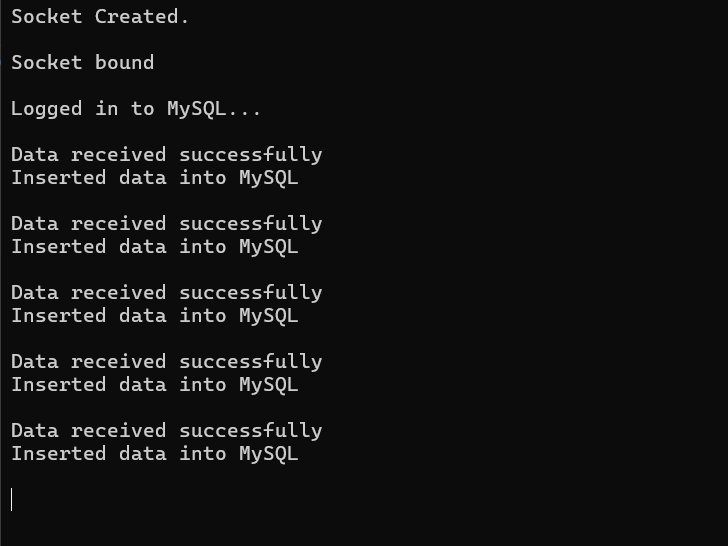 Socket Created.
Socket bound
Logged in to MySQL...
Data received successfully
Inserted data into MySQL
Data received successfully
Inserted data into MySQL
Data received successfully
Inserted data into MySQL
Data received successfully
Inserted data into MySQL
Data received successfully
Inserted data into MySQL